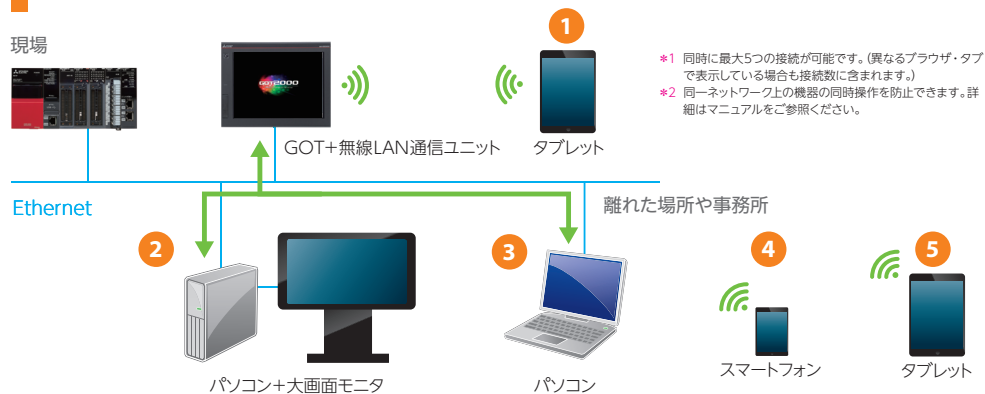 現場
1
*1 同時に最大5つの接続が可能です。(異なるブラウザ・タブ
で表示している場合も接続数に含まれます。)
*2 同一ネットワーク上の機器の同時操作を防止できます。詳
細はマニュアルをご参照ください。
GOT2000
GOT+無線LAN通信ユニット
タブレット
Ethernet
離れた場所や事務所
2
3
4
5
パソコン+大画面モニタ
パソコン
スマートフォン
タブレット